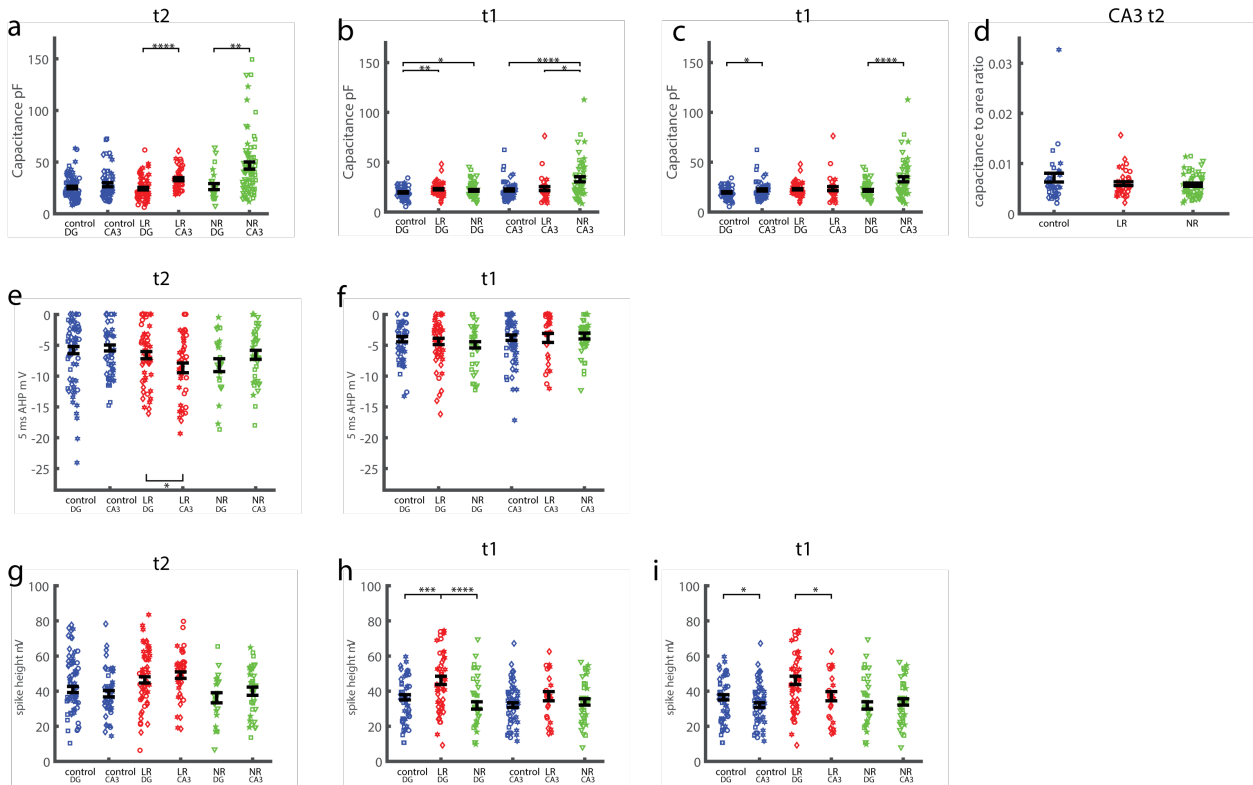 t2
t1
t1
CA3 t2
a
b
c
d
Capacitance pF
150
100
50
0
****
**
control DG
control CA3
LR DG
LR CA3
NR DG
NR CA3
Capacitance pF
150
100
50
0
*
**
****
*
control DG
LR DG
NR DG
control CA3
LR CA3
NR CA3
Capacitance pF
150
100
50
0
*
****
control DG
control CA3
LR DG
LR CA3
NR DG
NR CA3
capacitance to area ratio
0.03
0.01
0
control
LR
NR
t2
t1
e
f
5 ms AHP mV
0
-5
-10
-15
-20
-25
*
control DG
control CA3
LR DG
LR CA3
NR DG
NR CA3
5 ms AHP mV
0
-5
-10
-15
-20
-25
control DG
LR DG
NR DG
control CA3
LR CA3
NR CA3
t2
t1
t1
g
h
i
spike height mV
100
80
60
40
20
0
control DG
control CA3
LR DG
LR CA3
NR DG
NR CA3
spike height mV
100
80
60
40
20
0
***
****
control DG
LR DG
NR DG
control CA3
LR CA3
NR CA3
spike height mV
100
80
60
40
20
0
*
*
control DG
control CA3
LR DG
LR CA3
NR DG
NR CA3